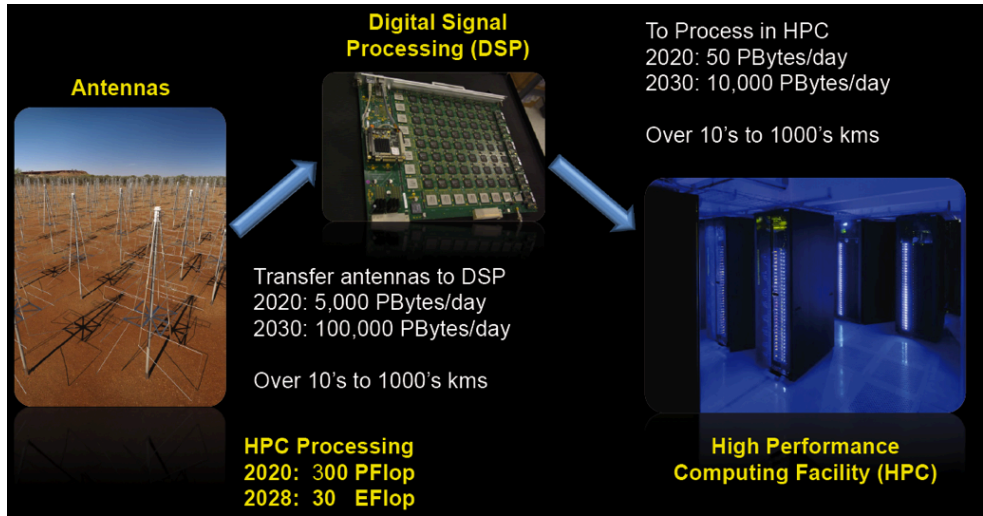 Antennas
Digital Signal
Processing (DSP)
To Process in HPC
2020: 50 PBytes/day
2030: 10,000 PBytes/day
Over 10's to 1000's kms
Transfer antennas to DSP
2020: 5,000 PBytes/day
2030: 100,000 PBytes/day
Over 10's to 1000's kms
HPC Processing
2020: 300 PFlop
2028: 30 EFlop
High Performance
Computing Facility (HPC)